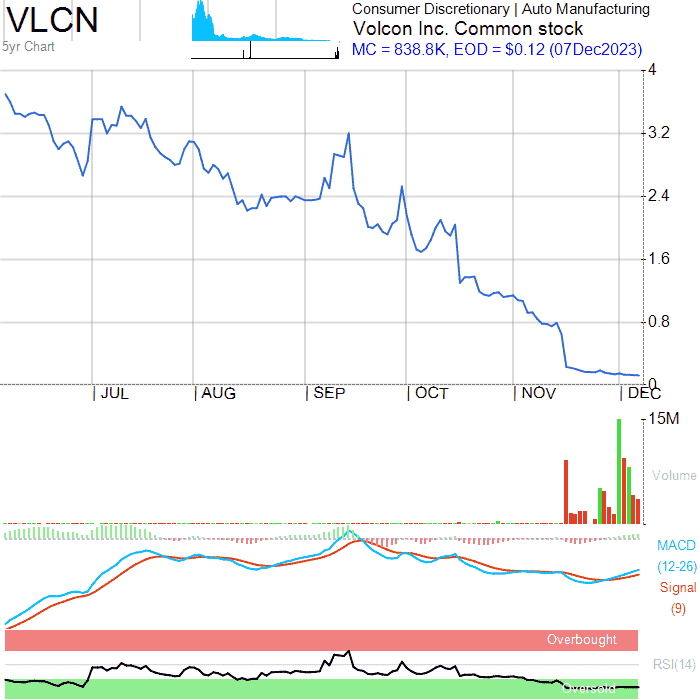 VLCN
5yr Chart
Consumer Discretionary | Auto Manufacturing
Volcon Inc. Common stock
MC = 838.8K, EOD = $0.12 (07Dec2023)
4
3.2
2.4
1.6
0.8
0
JUL AUG SEP OCT NOV DEC
15M
Volume
MACD
(12-26)
Signal
(9)
Overbought
RSI(14)
Oversold